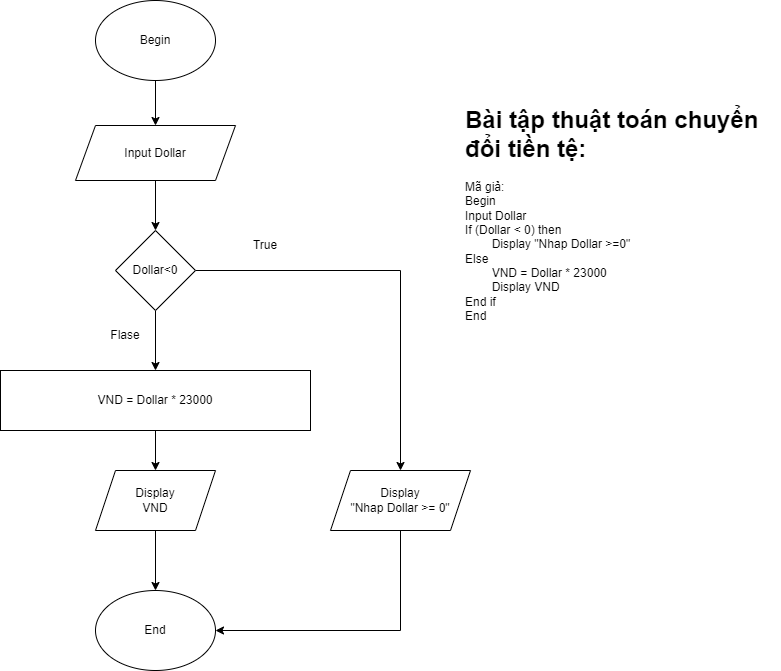 Begin
Input Dollar
True
Dollar<0
Flase
VND = Dollar * 23000
Display
VND
Display
"Nhap Dollar >= 0"
End
Bài tập thuật toán chuyển
đổi tiền tệ:
Mã giả:
Begin
Input Dollar
If (Dollar < 0) then
Display "Nhap Dollar >=0"
Else
VND = Dollar * 23000
Display VND
End if
End